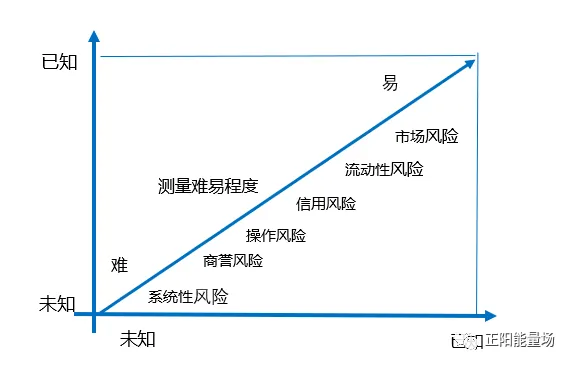 已知
易
市场风险
流动性风险
测量难易程度
信用风险
操作风险
难
商誉风险
系统性风险
未知
未知
已知
正阳能量场